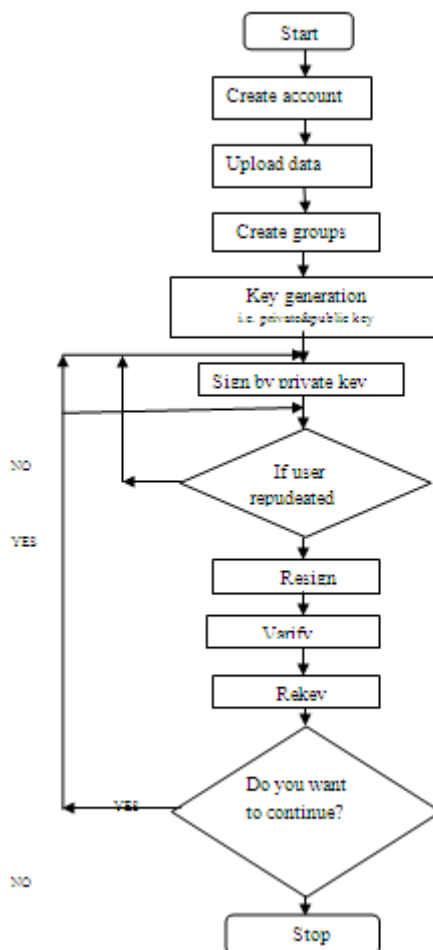 Start
Create account
Upload data
Create groups
Key generation
i.e. private&public key
Sign by private key
If user
repudeated
NO
YES
Resign
Varify
Rekey
Do you want
to continue?
YES
NO
Stop